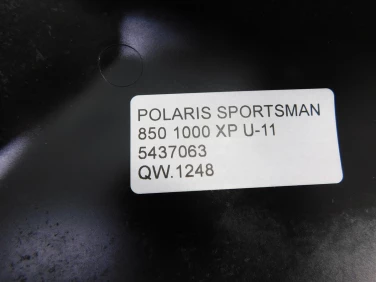 POLARIS SPORTSMAN
850 1000 XP U-11
5437063
QW.1248